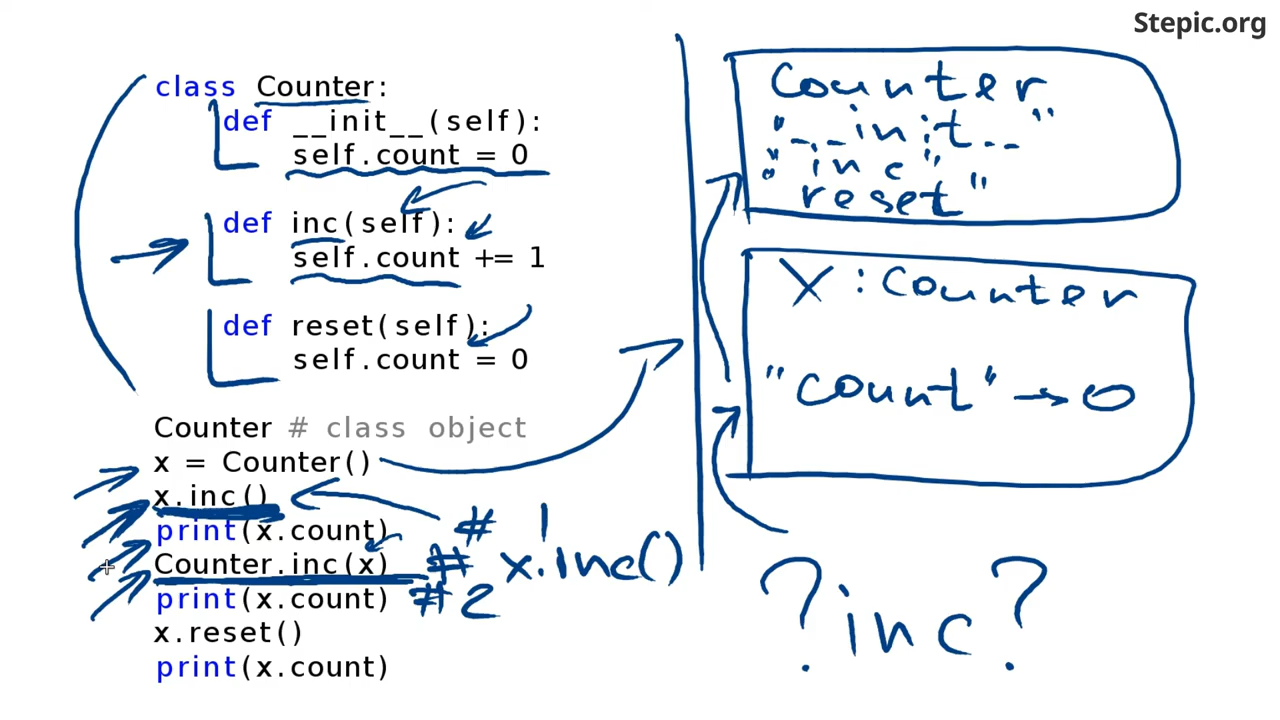 Stepic.org
class Counter:
def __init__(self):
self.count = 0
def inc(self):
self.count += 1
def reset(self):
self.count = 0
Counter # class object
x = Counter()
x.inc()
print(x.count) # 1
Counter.inc(x) # x.inc()
print(x.count) # 2
x.reset()
print(x.count)
Counter
"__init__"
"inc"
reset"
X : Counter
"count" → 0
? inc ?